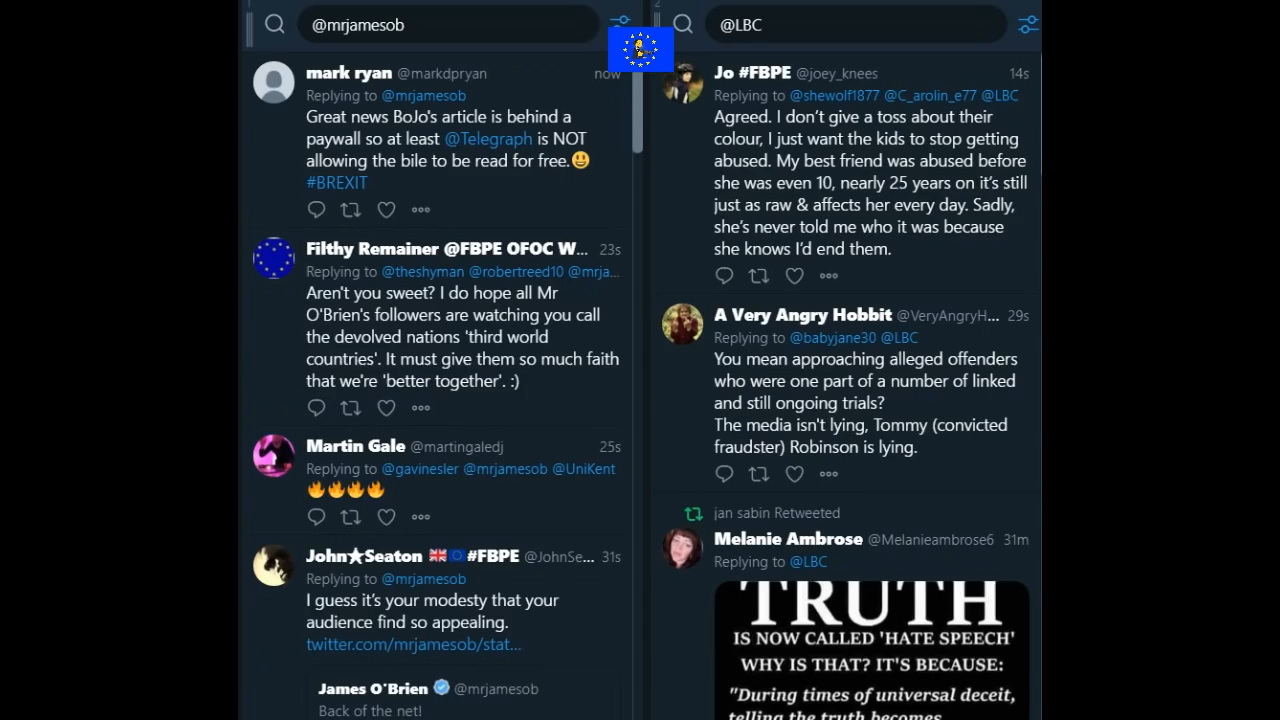 @mrjamesob
mark ryan @markdpryan now
Replying to @mrjamesob
Great news BoJo's article is behind a
paywall so at least @Telegraph is NOT
allowing the bile to be read for free.😃
#BREXIT
Filthy Remainer @FBPE OFOC W... 23s
Replying to @theshyman @robertreed10 @mrja...
Aren't you sweet? I do hope all Mr
O'Brien's followers are watching you call
the devolved nations 'third world
countries'. It must give them so much faith
that we're 'better together'. :)
Martin Gale @martingaledj 25s
Replying to @gavinesler @mrjamesob @UniKent
🔥🔥🔥🔥
John★Seaton 🇬🇧🇪🇺#FBPE @JohnSe... 31s
Replying to @mrjamesob
I guess it's your modesty that your
audience find so appealing.
twitter.com/mrjamesob/stat...
James O'Brien @mrjamesob
Back of the net!
2
@LBC
Jo #FBPE @joey_knees 14s
Replying to @shewolf1877 @C_arolin_e77 @LBC
Agreed. I don't give a toss about their
colour, I just want the kids to stop getting
abused. My best friend was abused before
she was even 10, nearly 25 years on it's still
just as raw & affects her every day. Sadly,
she's never told me who it was because
she knows I'd end them.
A Very Angry Hobbit @VeryAngryH... 29s
Replying to @babyjane30 @LBC
You mean approaching alleged offenders
who were one part of a number of linked
and still ongoing trials?
The media isn't lying, Tommy (convicted
fraudster) Robinson is lying.
jan sabin Retweeted
Melanie Ambrose @Melanieambrose6 31m
Replying to @LBC
TRUTH
IS NOW CALLED 'HATE SPEECH'
WHY IS THAT? IT'S BECAUSE:
"During times of universal deceit,
telling the truth becomes